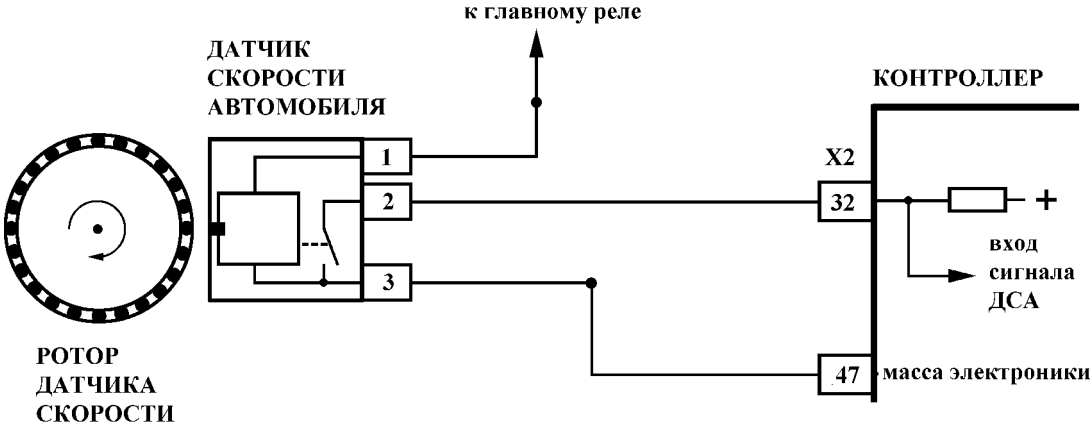 к главному реле
ДАТЧИК
СКОРОСТИ
АВТОМОБИЛЯ
КОНТРОЛЛЕР
1
X2
2
32
+
вход
сигнала
ДСА
3
РОТОР
ДАТЧИКА
СКОРОСТИ
47
масса электроники